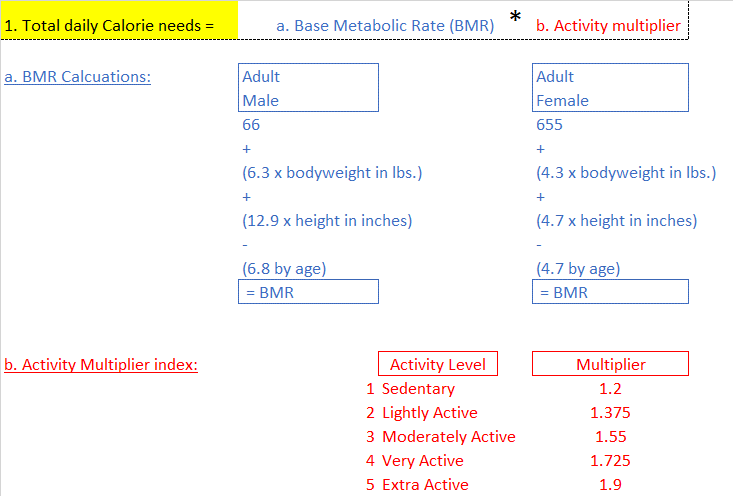 1. Total daily Calorie needs = a. Base Metabolic Rate (BMR) * b. Activity multiplier
a. BMR Calcuations: Adult Adult
Male Female
66 655
+ +
(6.3 x bodyweight in lbs.) (4.3 x bodyweight in lbs.)
+ +
(12.9 x height in inches) (4.7 x height in inches)
- -
(6.8 by age) (4.7 by age)
= BMR = BMR
b. Activity Multiplier index: Activity Level Multiplier
1 Sedentary 1.2
2 Lightly Active 1.375
3 Moderately Active 1.55
4 Very Active 1.725
5 Extra Active 1.9